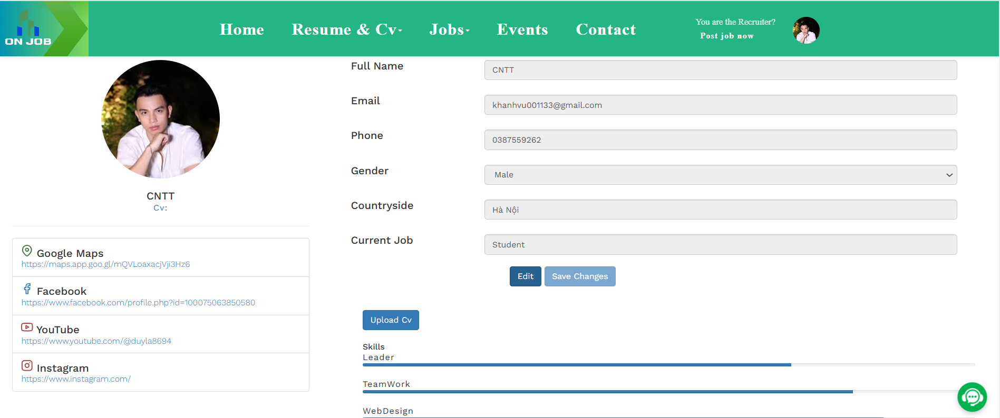 ON JOB
Home
Resume & Cv
Jobs
Events
Contact
You are the Recruiter?
Post job now
CNTT
Cv:
Google Maps
https://maps.app.goo.gl/mQVLoaxacjVji3Hz6
Facebook
https://www.facebook.com/profile.php?id=100075063850580
YouTube
https://www.youtube.com/@duyla8694
Instagram
https://www.instagram.com/
Full Name
CNTT
Email
khanhvu001133@gmail.com
Phone
0387559262
Gender
Male
Countryside
Hà Nội
Current Job
Student
Edit
Save Changes
Upload Cv
Skills
Leader
TeamWork
WebDesign